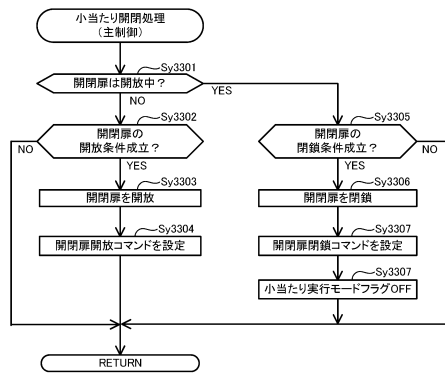 小当たり開閉処理
（主制御）
Sy3301
開閉扉は開放中？
YES
NO
Sy3302
開閉扉の
開放条件成立？
NO
YES
Sy3303
開閉扉を開放
Sy3304
開閉扉開放コマンドを設定
Sy3305
開閉扉の
閉鎖条件成立？
NO
YES
Sy3306
開閉扉を閉鎖
Sy3307
開閉扉閉鎖コマンドを設定
Sy3307
小当たり実行モードフラグOFF
RETURN